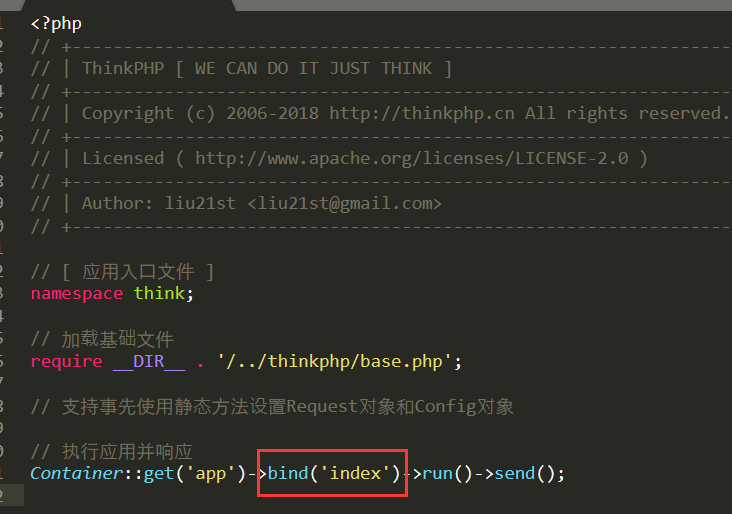 <?php
// +----------------------------------------------------------------------
// | ThinkPHP [ WE CAN DO IT JUST THINK ]
// +----------------------------------------------------------------------
// | Copyright (c) 2006-2018 http://thinkphp.cn All rights reserved.
// +----------------------------------------------------------------------
// | Licensed ( http://www.apache.org/licenses/LICENSE-2.0 )
// +----------------------------------------------------------------------
// | Author: liu21st <liu21st@gmail.com>
// +----------------------------------------------------------------------
// [ 应用入口文件 ]
namespace think;
// 加载基础文件
require __DIR__ . '/../thinkphp/base.php';
// 支持事先使用静态方法设置Request对象和Config对象
// 执行应用并响应
Container::get('app')->bind('index')->run()->send();